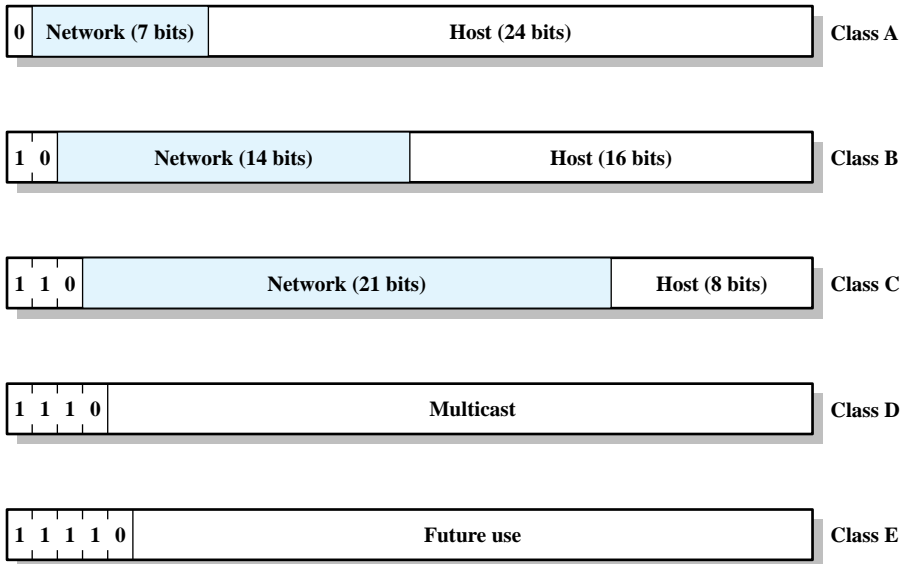 0 Network (7 bits) Host (24 bits) Class A
1 0 Network (14 bits) Host (16 bits) Class B
1 1 0 Network (21 bits) Host (8 bits) Class C
1 1 1 0 Multicast Class D
1 1 1 1 0 Future use Class E